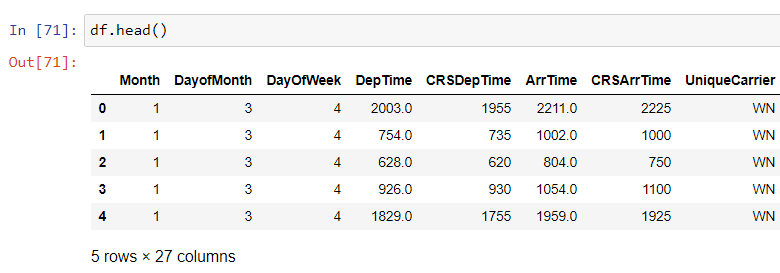 In [71]: df.head()
Out[71]:
Month DayofMonth DayOfWeek DepTime CRSDepTime ArrTime CRSArrTime UniqueCarrier
0 1 3 4 2003.0 1955 2211.0 2225 WN
1 1 3 4 754.0 735 1002.0 1000 WN
2 1 3 4 628.0 620 804.0 750 WN
3 1 3 4 926.0 930 1054.0 1100 WN
4 1 3 4 1829.0 1755 1959.0 1925 WN
5 rows × 27 columns